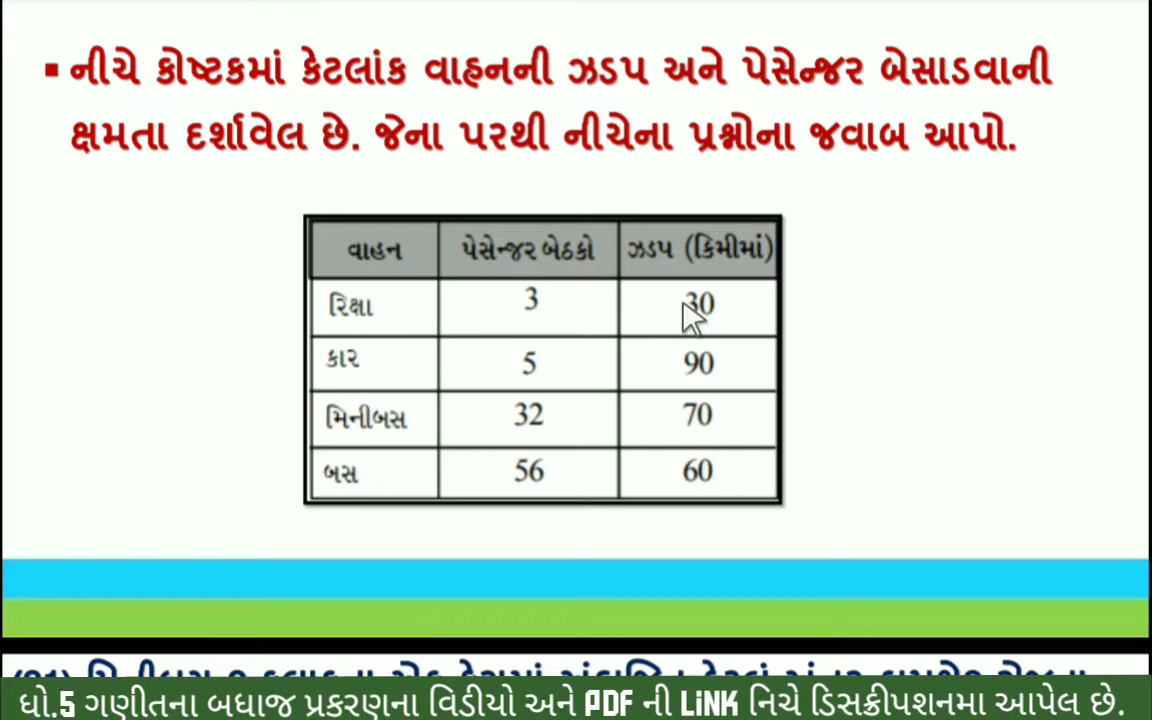 ▪ નીચે કોષ્ટકમાં કેટલાંક વાહનની ઝડપ અને પેસેન્જર બેસાડવાની
ક્ષમતા દર્શાવેલ છે. જેના પરથી નીચેના પ્રશ્નોના જવાબ આપો.
વાહન પેસેન્જર બેઠકો ઝડપ (કિમીમાં)
રિક્ષા 3 30
કાર 5 90
મિનીબસ 32 70
બસ 56 60
ધો.5 ગણીતના બધાજ પ્રકરણના વિડીયો અને PDF ની LiNK નિચે ડિસક્રીપશનમા આપેલ છે.